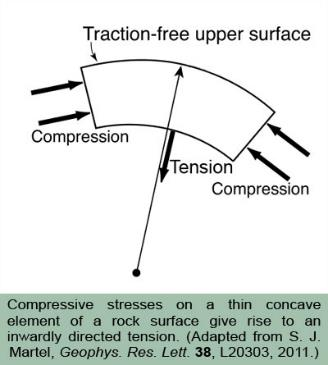 Traction-free upper surface
Compression
Tension
Compression
Compressive stresses on a thin concave
element of a rock surface give rise to an
inwardly directed tension. (Adapted from S. J.
Martel, Geophys. Res. Lett. 38, L20303, 2011.)